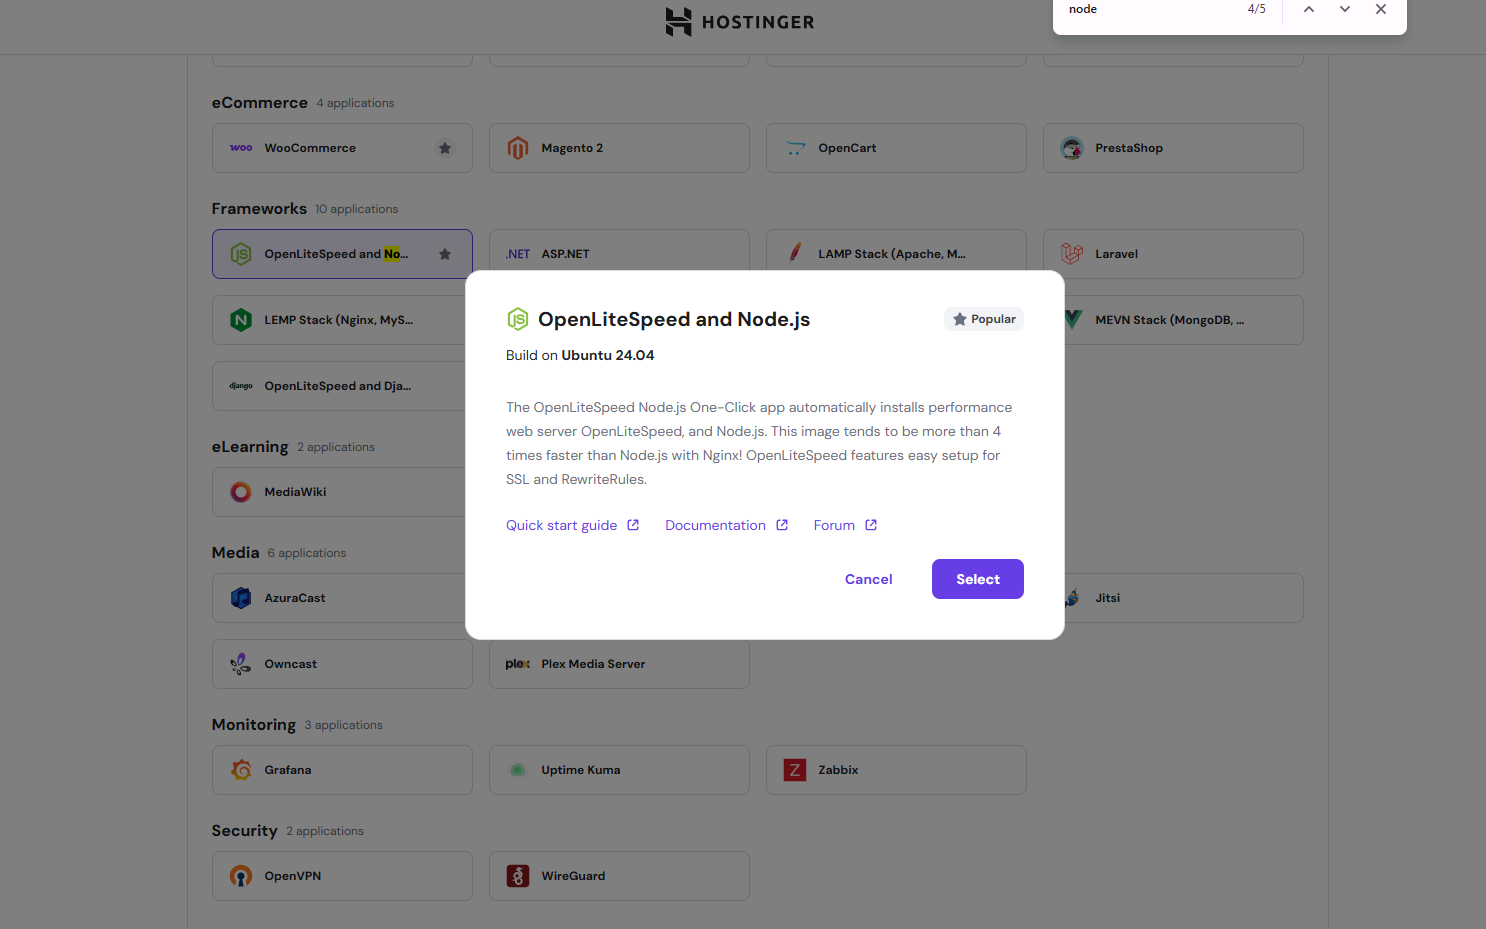 HOSTINGER
node 4/5
eCommerce 4 applications
woo WooCommerce
Magento 2
OpenCart
PrestaShop
Frameworks 10 applications
JS OpenLiteSpeed and No...
.NET ASP.NET
LAMP Stack (Apache, M...
Laravel
N LEMP Stack (Nginx, MyS...
MEVN Stack (MongoDB, ...
django OpenLiteSpeed and Dja...
JS OpenLiteSpeed and Node.js
Popular
Build on Ubuntu 24.04
The OpenLiteSpeed Node.js One-Click app automatically installs performance
web server OpenLiteSpeed, and Node.js. This image tends to be more than 4
times faster than Node.js with Nginx! OpenLiteSpeed features easy setup for
SSL and RewriteRules.
Quick start guide
Documentation
Forum
Cancel
Select
eLearning 2 applications
MediaWiki
Media 6 applications
AzuraCast
Jitsi
Owncast
plex Plex Media Server
Monitoring 3 applications
Grafana
Uptime Kuma
Z Zabbix
Security 2 applications
OpenVPN
WireGuard